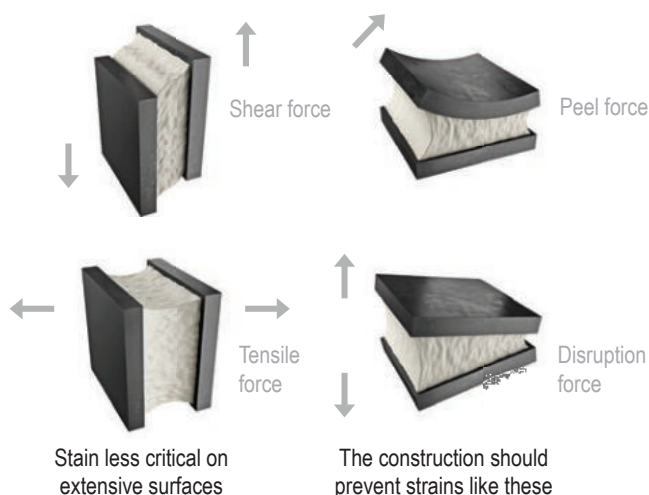 Shear force
Peel force
Tensile
force
Disruption
force
Stain less critical on
extensive surfaces
The construction should
prevent strains like these